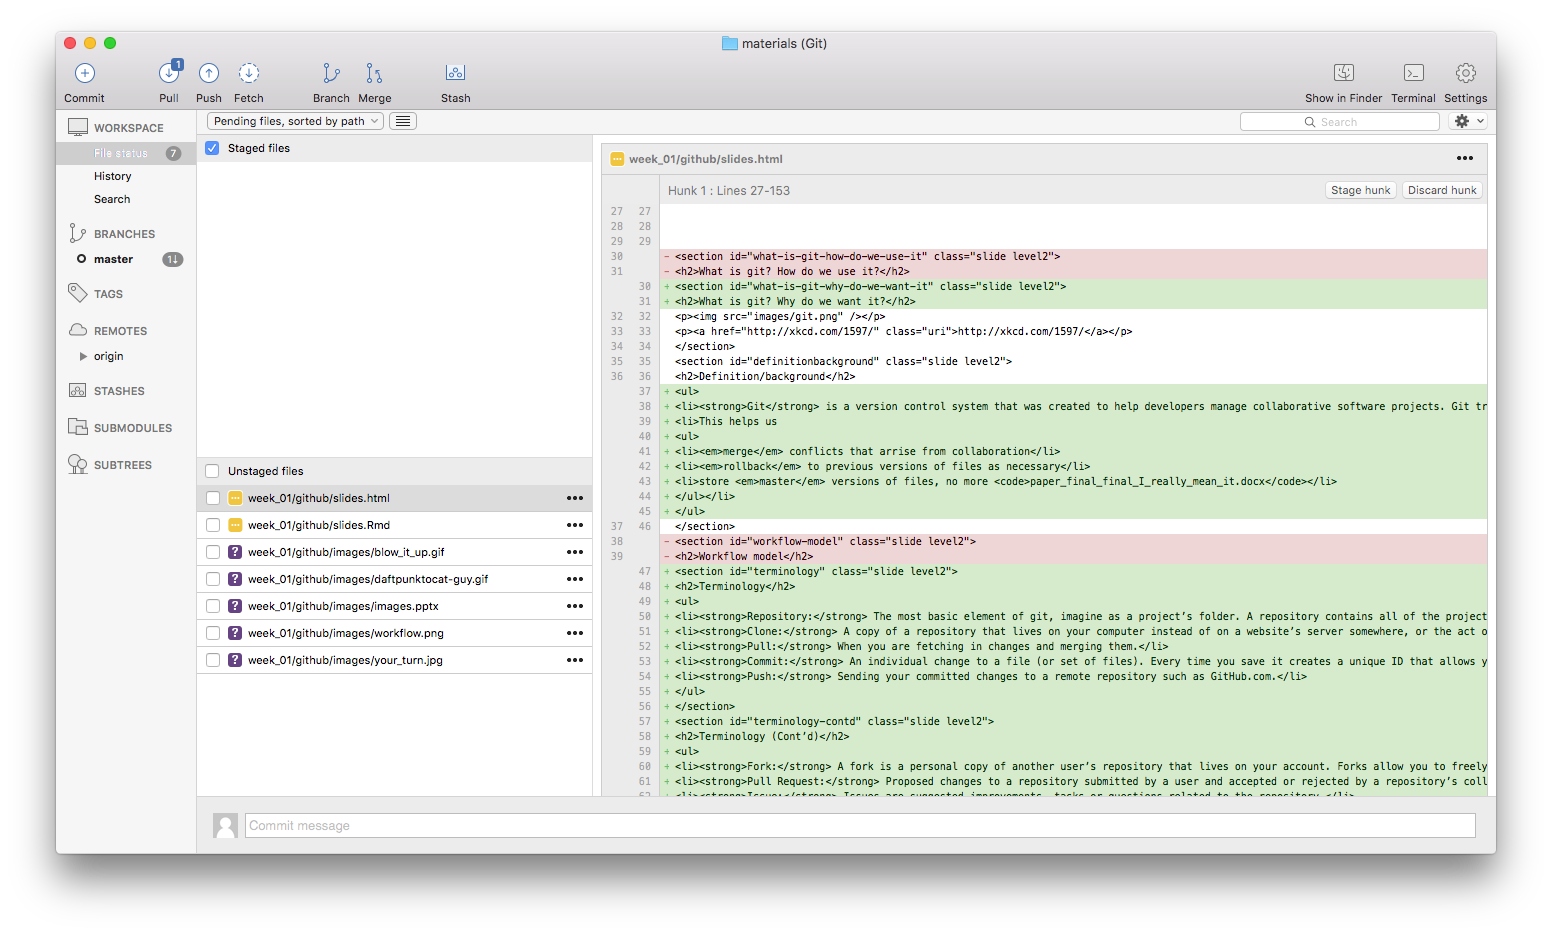 materials (Git)
1
Commit Pull Push Fetch Branch Merge Stash Show in Finder Terminal Settings
Pending files, sorted by path
Search
WORKSPACE
File status 7
History
Search
BRANCHES
master 1↓
TAGS
REMOTES
origin
STASHES
SUBMODULES
SUBTREES
Staged files
Unstaged files
week_01/github/slides.html •••
week_01/github/slides.Rmd •••
? week_01/github/images/blow_it_up.gif •••
? week_01/github/images/daftpunktocat-guy.gif •••
? week_01/github/images/images.pptx •••
? week_01/github/images/workflow.png •••
? week_01/github/images/your_turn.jpg •••
week_01/github/slides.html •••
Hunk 1 : Lines 27-153 Stage hunk Discard hunk
27 27
28 28
29 29
30 - <section id="what-is-git-how-do-we-use-it" class="slide level2">
31 - <h2>What is git? How do we use it?</h2>
30 + <section id="what-is-git-why-do-we-want-it" class="slide level2">
31 + <h2>What is git? Why do we want it?</h2>
32 32 <p><img src="images/git.png" /></p>
33 33 <p><a href="http://xkcd.com/1597/" class="uri">http://xkcd.com/1597/</a></p>
34 34 </section>
35 35 <section id="definitionbackground" class="slide level2">
36 36 <h2>Definition/background</h2>
37 + <ul>
38 + <li><strong>Git</strong> is a version control system that was created to help developers manage collaborative software projects. Git tr
39 + <li>This helps us
40 + <ul>
41 + <li><em>merge</em> conflicts that arrise from collaboration</li>
42 + <li><em>rollback</em> to previous versions of files as necessary</li>
43 + <li>store <em>master</em> versions of files, no more <code>paper_final_final_I_really_mean_it.docx</code></li>
44 + </ul></li>
45 + </ul>
37 46 </section>
38 - <section id="workflow-model" class="slide level2">
39 - <h2>Workflow model</h2>
47 + <section id="terminology" class="slide level2">
48 + <h2>Terminology</h2>
49 + <ul>
50 + <li><strong>Repository:</strong> The most basic element of git, imagine as a project’s folder. A repository contains all of the project
51 + <li><strong>Clone:</strong> A copy of a repository that lives on your computer instead of on a website’s server somewhere, or the act o
52 + <li><strong>Pull:</strong> When you are fetching in changes and merging them.</li>
53 + <li><strong>Commit:</strong> An individual change to a file (or set of files). Every time you save it creates a unique ID that allows y
54 + <li><strong>Push:</strong> Sending your committed changes to a remote repository such as GitHub.com.</li>
55 + </ul>
56 + </section>
57 + <section id="terminology-contd" class="slide level2">
58 + <h2>Terminology (Cont’d)</h2>
59 + <ul>
60 + <li><strong>Fork:</strong> A fork is a personal copy of another user’s repository that lives on your account. Forks allow you to freely
61 + <li><strong>Pull Request:</strong> Proposed changes to a repository submitted by a user and accepted or rejected by a repository’s coll
62 + <li><strong>Issue:</strong> Issues are suggested improvements, tasks or questions related to the repository.</li>
Commit message